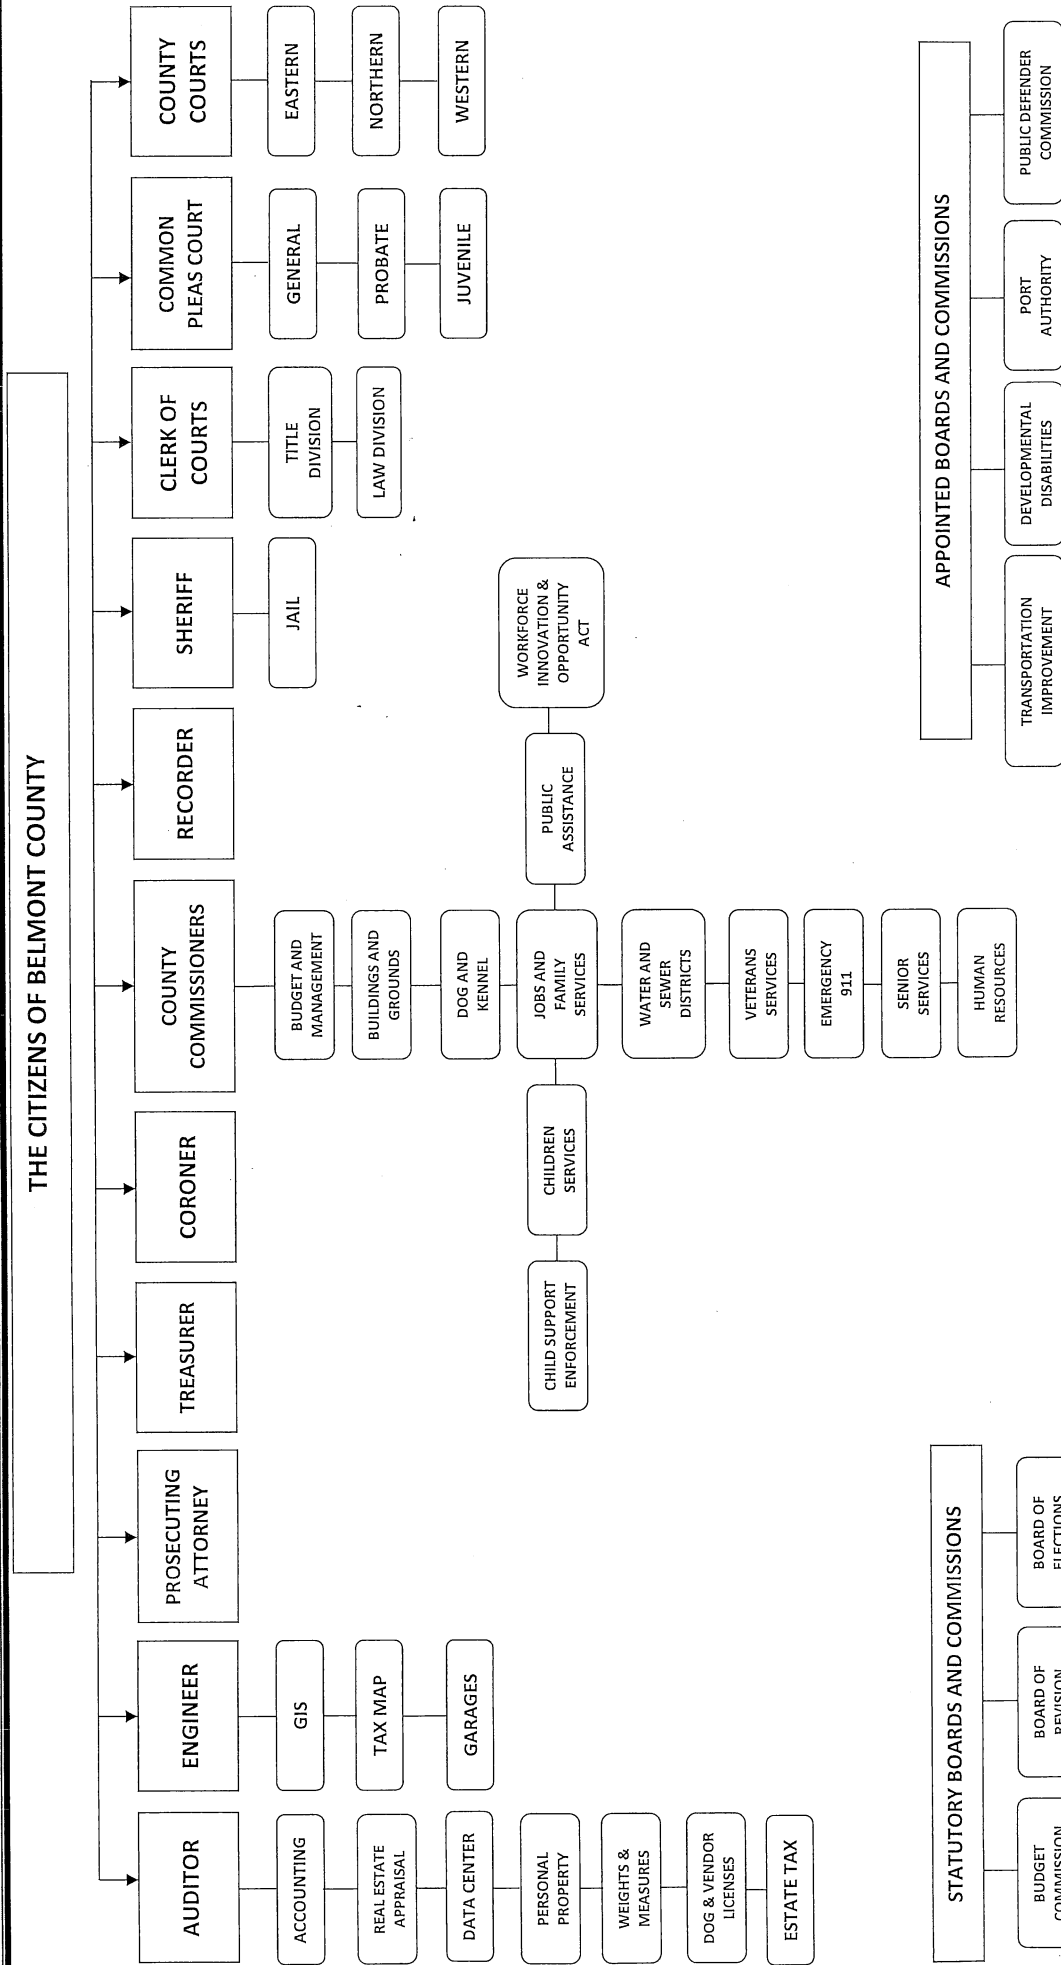 THE CITIZENS OF BELMONT COUNTY
AUDITOR
ACCOUNTING
REAL ESTATE
APPRAISAL
DATA CENTER
PERSONAL
PROPERTY
WEIGHTS &
MEASURES
DOG & VENDOR
LICENSES
ESTATE TAX
ENGINEER
GIS
TAX MAP
GARAGES
PROSECUTING
ATTORNEY
TREASURER
CORONER
COUNTY
COMMISSIONERS
BUDGET AND
MANAGEMENT
BUILDINGS AND
GROUNDS
DOG AND
KENNEL
CHILD SUPPORT
ENFORCEMENT
CHILDREN
SERVICES
JOBS AND
FAMILY
SERVICES
PUBLIC
ASSISTANCE
WORKFORCE
INNOVATION &
OPPORTUNITY
ACT
WATER AND
SEWER
DISTRICTS
VETERANS
SERVICES
EMERGENCY
911
SENIOR
SERVICES
HUMAN
RESOURCES
RECORDER
SHERIFF
JAIL
CLERK OF
COURTS
TITLE
DIVISION
LAW DIVISION
COMMON
PLEAS COURT
GENERAL
PROBATE
JUVENILE
COUNTY
COURTS
EASTERN
NORTHERN
WESTERN
STATUTORY BOARDS AND COMMISSIONS
BUDGET
COMMISSION
BOARD OF
REVISION
BOARD OF
ELECTIONS
APPOINTED BOARDS AND COMMISSIONS
TRANSPORTATION
IMPROVEMENT
DEVELOPMENTAL
DISABILITIES
PORT
AUTHORITY
PUBLIC DEFENDER
COMMISSION